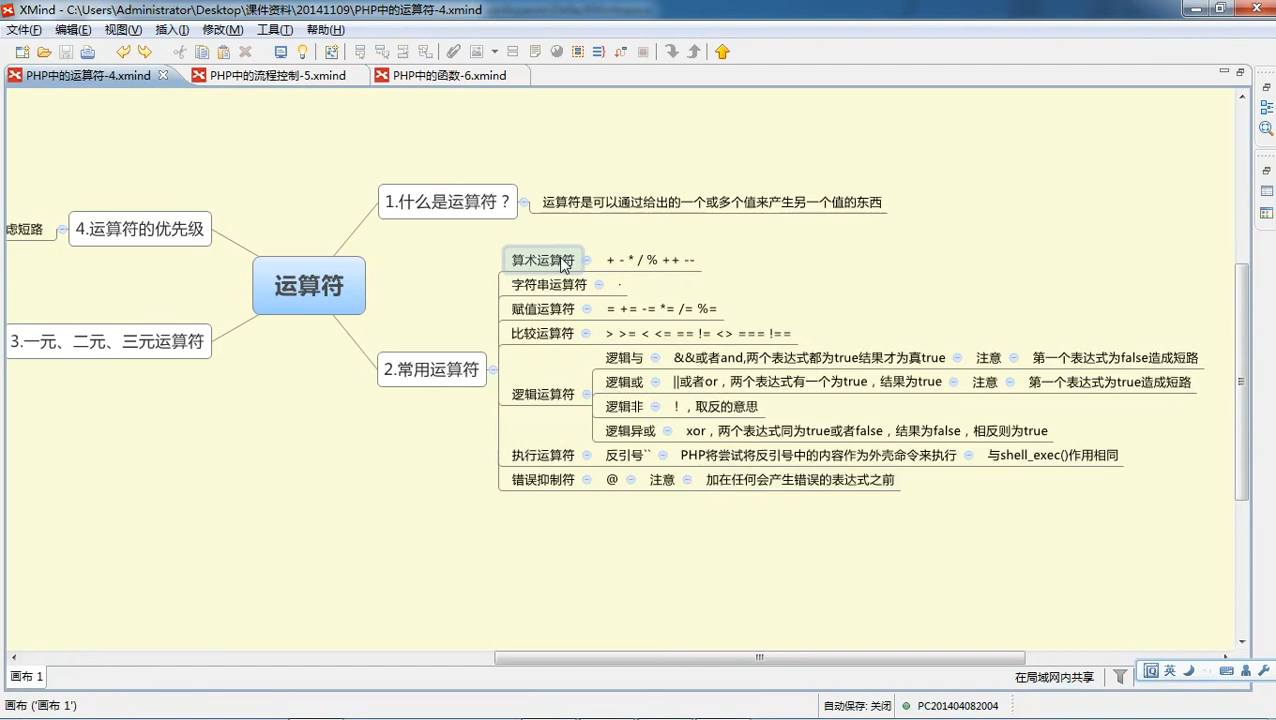 XMind - C:\Users\Administrator\Desktop\课件资料\20141109\PHP中的运算符-4.xmind
文件(F) 编辑(E) 视图(V) 插入(I) 修改(M) 工具(T) 帮助(H)
PHP中的运算符-4.xmind PHP中的流程控制-5.xmind PHP中的函数-6.xmind
1.什么是运算符？ 运算符是可以通过给出的一个或多个值来产生另一个值的东西
虑短路 4.运算符的优先级
算术运算符 + - * / % ++ --
字符串运算符 .
运算符
赋值运算符 = += -= *= /= %=
比较运算符 > >= < <= == != <> === !==
3.一元、二元、三元运算符
逻辑与 &&或者and,两个表达式都为true结果才为真true 注意 第一个表达式为false造成短路
2.常用运算符
逻辑或 ||或者or，两个表达式有一个为true，结果为true 注意 第一个表达式为true造成短路
逻辑运算符
逻辑非 ！，取反的意思
逻辑异或 xor，两个表达式同为true或者false，结果为false，相反则为true
执行运算符 反引号`` PHP将尝试将反引号中的内容作为外壳命令来执行 与shell_exec()作用相同
错误抑制符 @ 注意 加在任何会产生错误的表达式之前
画布 1 在局域网内共享 英
画布 ('画布 1') 自动保存: 关闭 PC201404082004